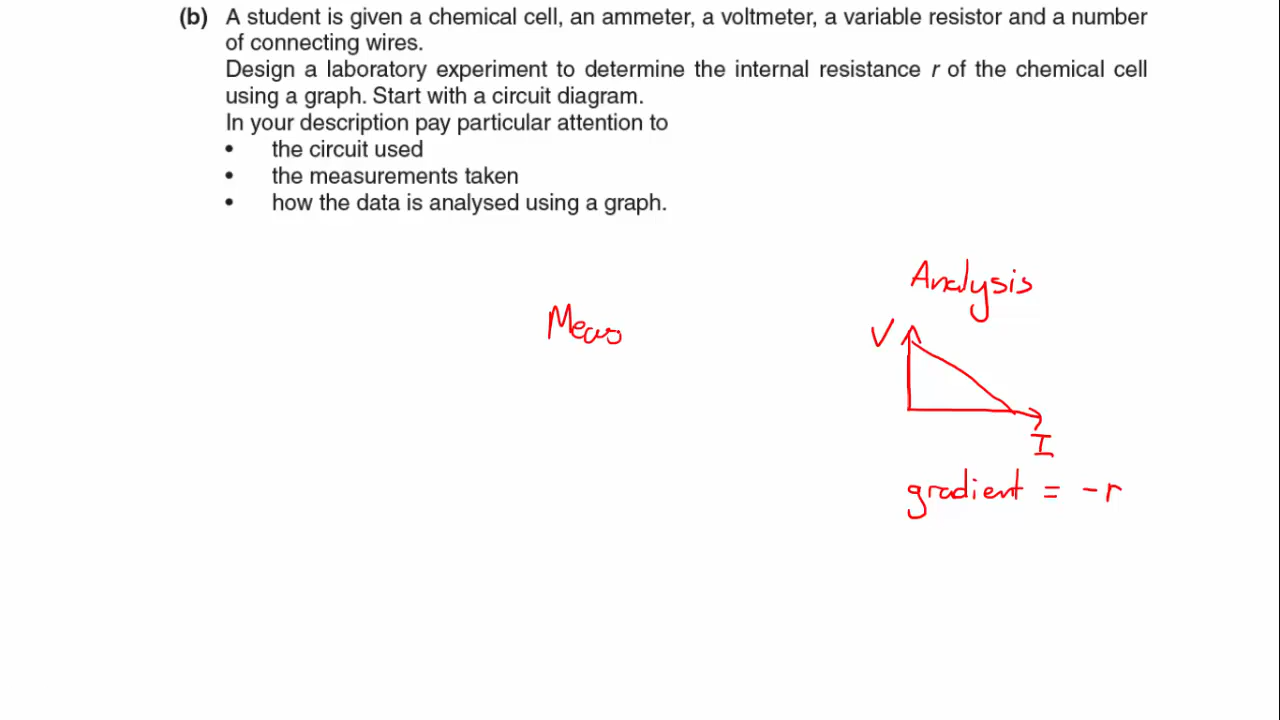 (b) A student is given a chemical cell, an ammeter, a voltmeter, a variable resistor and a number
of connecting wires.
Design a laboratory experiment to determine the internal resistance r of the chemical cell
using a graph. Start with a circuit diagram.
In your description pay particular attention to
• the circuit used
• the measurements taken
• how the data is analysed using a graph.
Analysis
Meas
V
I
gradient = -r